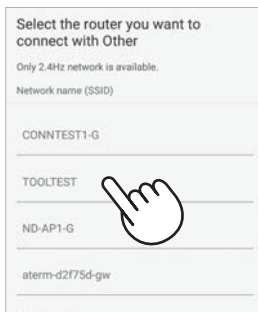 Select the router you want to
connect with Other
Only 2.4Hz network is available.
Network name (SSID)
CONNTEST1-G
TOOLTEST
ND-AP1-G
aterm-d2f75d-gw